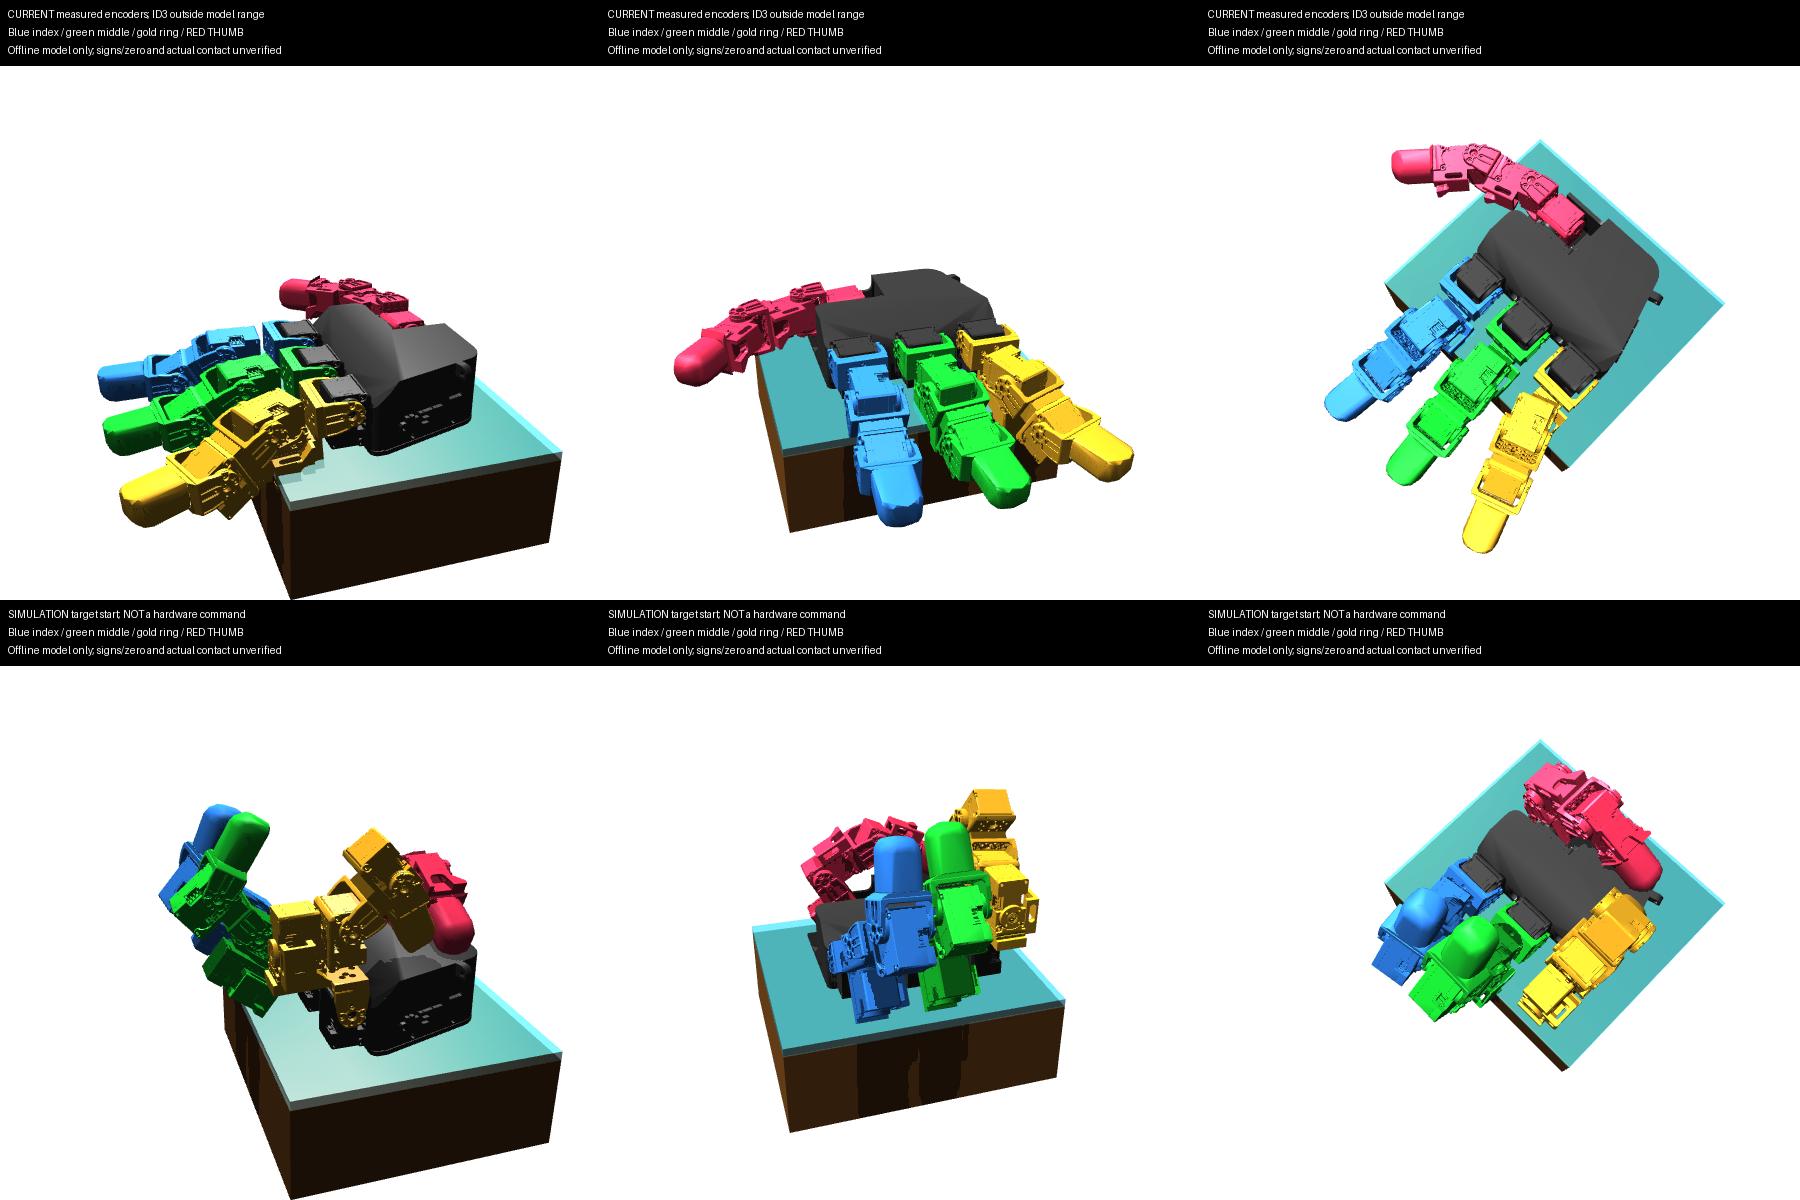 CURRENT measured encoders; ID3 outside model range
Blue index / green middle / gold ring / RED THUMB
Offline model only; signs/zero and actual contact unverified
CURRENT measured encoders; ID3 outside model range
Blue index / green middle / gold ring / RED THUMB
Offline model only; signs/zero and actual contact unverified
CURRENT measured encoders; ID3 outside model range
Blue index / green middle / gold ring / RED THUMB
Offline model only; signs/zero and actual contact unverified
SIMULATION target start; NOT a hardware command
Blue index / green middle / gold ring / RED THUMB
Offline model only; signs/zero and actual contact unverified
SIMULATION target start; NOT a hardware command
Blue index / green middle / gold ring / RED THUMB
Offline model only; signs/zero and actual contact unverified
SIMULATION target start; NOT a hardware command
Blue index / green middle / gold ring / RED THUMB
Offline model only; signs/zero and actual contact unverified